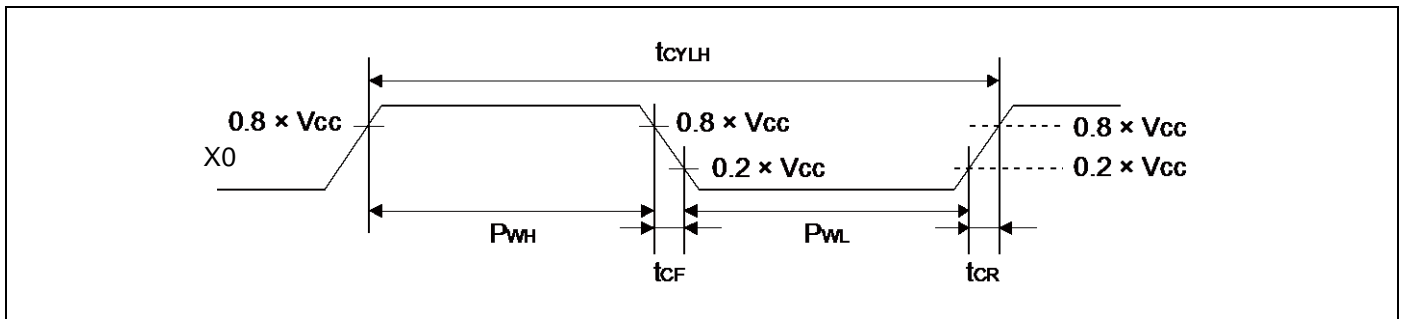 tCYLH
0.8 × Vcc
0.8 × Vcc
0.8 × Vcc
X0
0.2 × Vcc
0.2 × Vcc
PWH
PWL
tCF
tCR